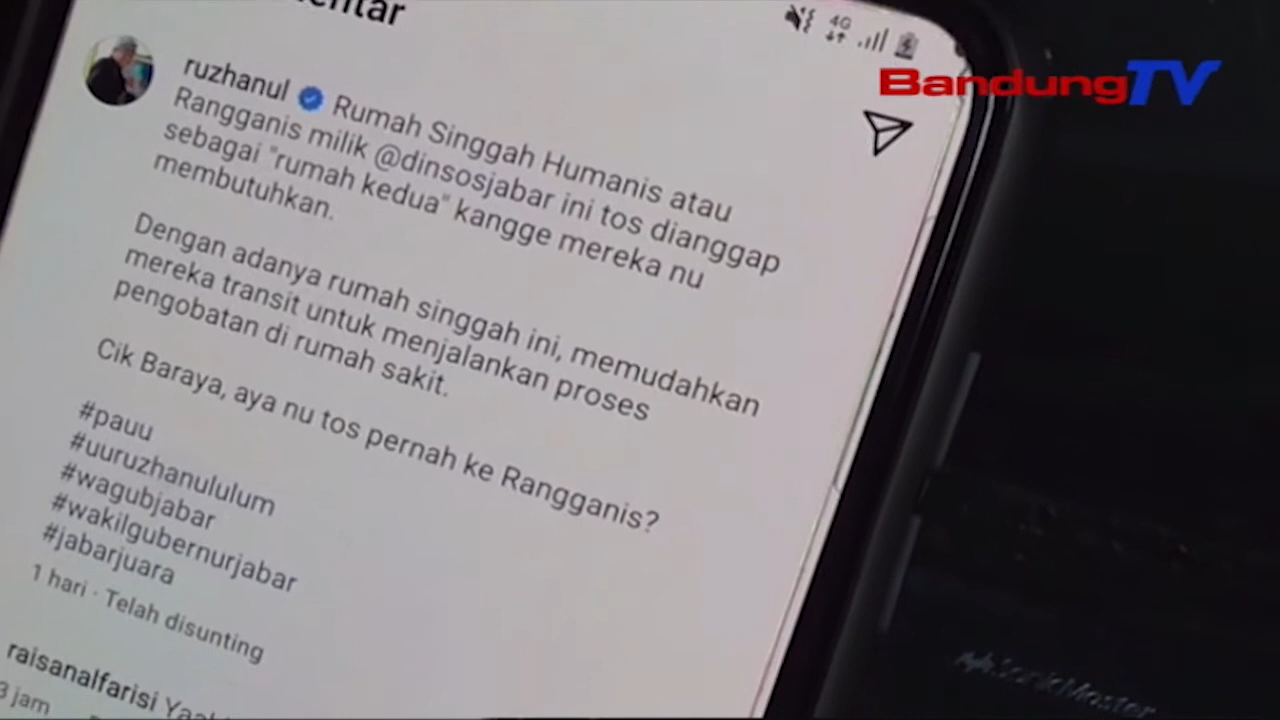 4G
BandungTV
ruzhanul Rumah Singgah Humanis atau
Rangganis milik @dinsosjabar ini tos dianggap
sebagai "rumah kedua" kangge mereka nu
membutuhkan.
Dengan adanya rumah singgah ini, memudahkan
mereka transit untuk menjalankan proses
pengobatan di rumah sakit.
Cik Baraya, aya nu tos pernah ke Rangganis?
#pauu
#uuruzhanululum
#wagubjabar
#wakilgubernurjabar
#jabarjuara
1 hari · Telah disunting
raisanalfarisi
jam